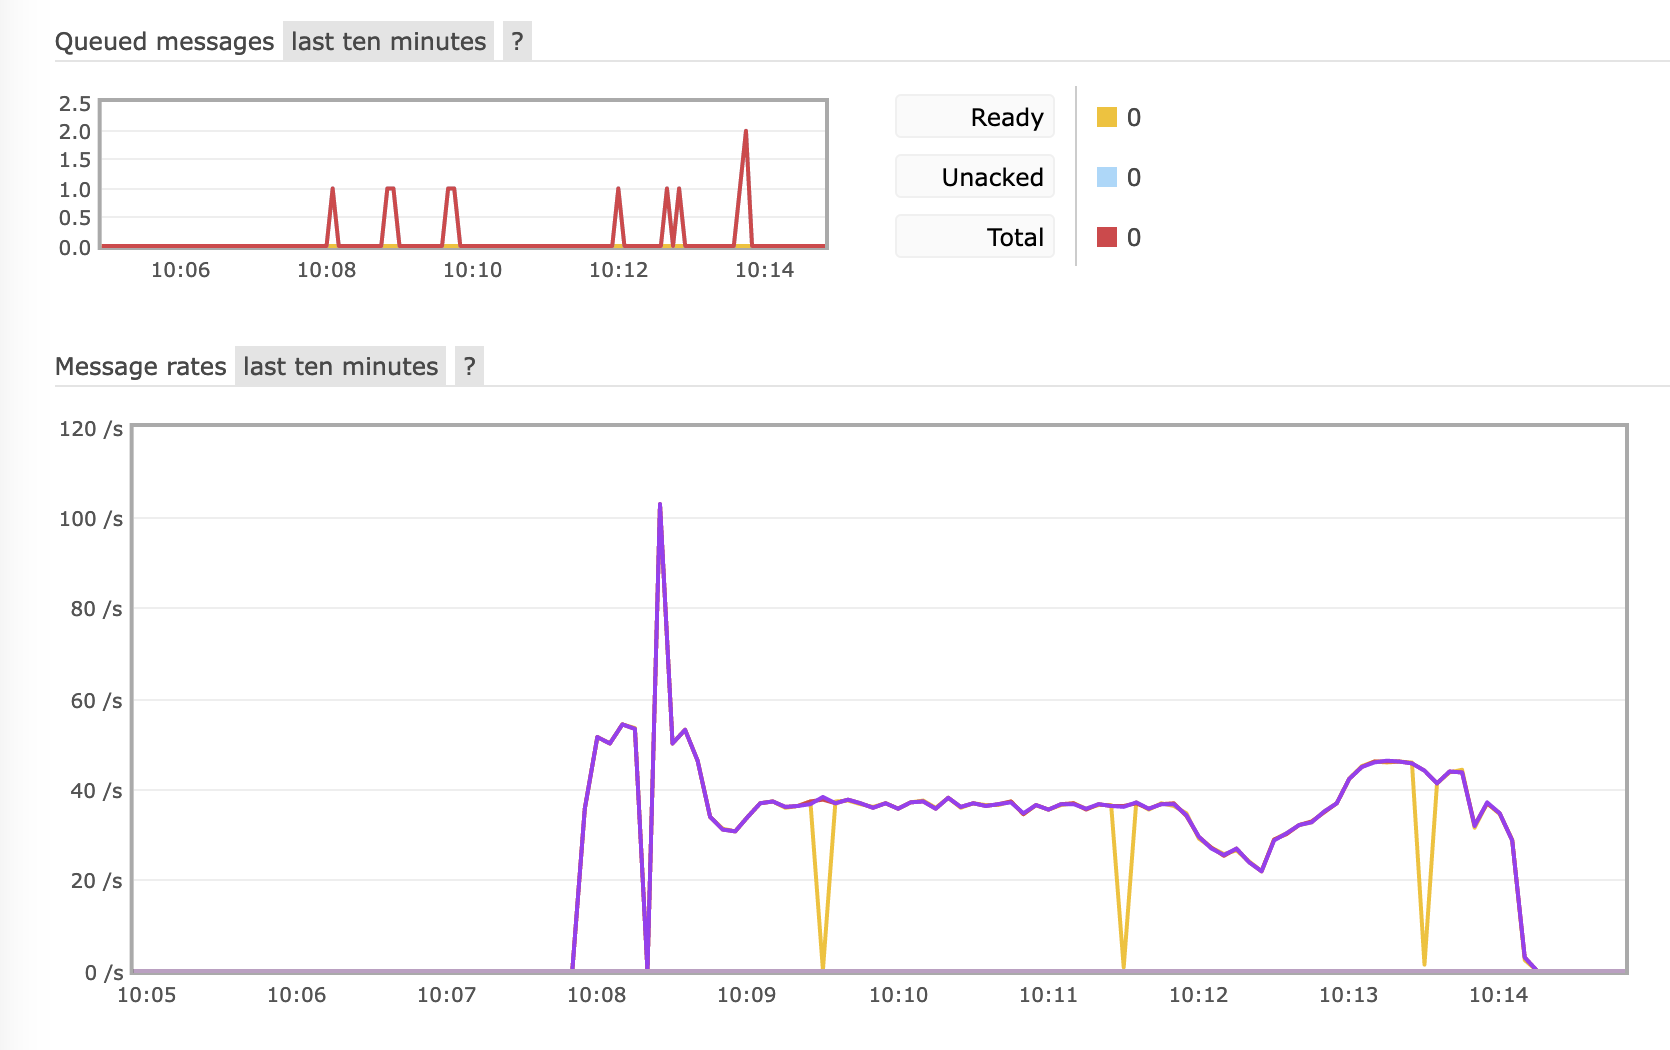 Queued messages last ten minutes ?
2.5
2.0
1.5
1.0
0.5
0.0
10:06 10:08 10:10 10:12 10:14
Ready 0
Unacked 0
Total 0
Message rates last ten minutes ?
120 /s
100 /s
80 /s
60 /s
40 /s
20 /s
0 /s
10:05 10:06 10:07 10:08 10:09 10:10 10:11 10:12 10:13 10:14